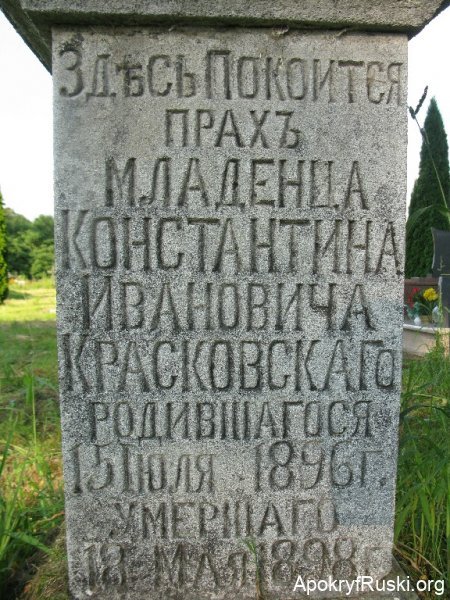 Здѣсь Покоится
прахъ
младенца
Константина
Ивановича
Красковскаго
родившагося
15 Іюля 1896 г.
умершаго
18 мая 1898 г.
ApokryfRuski.org